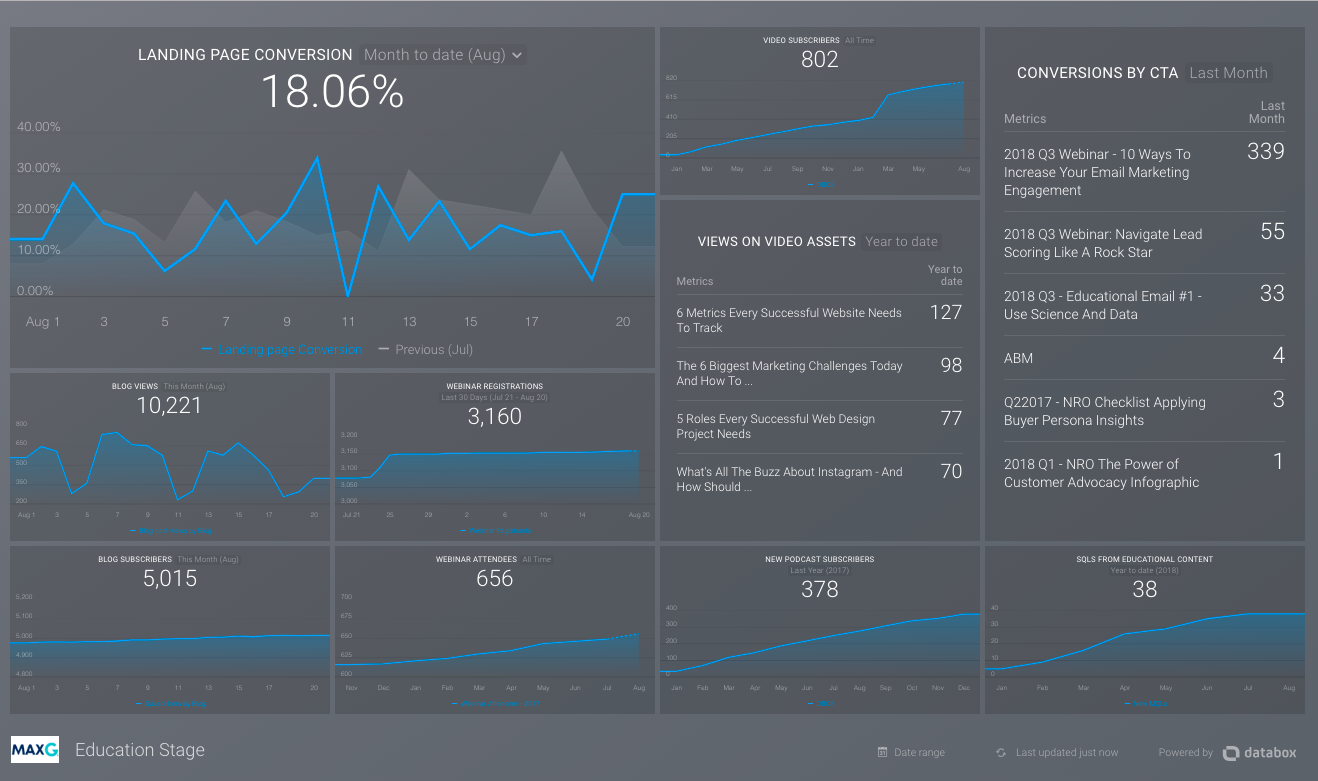 LANDING PAGE CONVERSION Month to date (Aug)
18.06%
40.00%
30.00%
20.00%
10.00%
0.00%
Aug 1 3 5 7 9 11 13 15 17 20
Landing page Conversion Previous (Jul)
VIDEO SUBSCRIBERS All Time
802
820
615
410
205
0
Jan Mar May Jul Sep Nov Mar May Aug
CONVERSIONS BY CTA Last Month
Metrics Last
Month
2018 Q3 Webinar - 10 Ways To 339
Increase Your Email Marketing
Engagement
2018 Q3 Webinar: Navigate Lead 55
Scoring Like A Rock Star
2018 Q3 - Educational Email #1 - 33
Use Science And Data
ABM 4
Q22017 - NRO Checklist Applying 3
Buyer Persona Insights
2018 Q1 - NRO The Power of 1
Customer Advocacy Infographic
VIEWS ON VIDEO ASSETS Year to date
Metrics Year to
date
6 Metrics Every Successful Website Needs 127
To Track
The 6 Biggest Marketing Challenges Today 98
And How To ...
5 Roles Every Successful Web Design 77
Project Needs
What's All The Buzz About Instagram - And 70
How Should ...
BLOG VIEWS This Month (Aug)
10,221
800
650
500
350
200
Aug 1 3 5 7 9 11 13 15 17 20
WEBINAR REGISTRATIONS
Last 30 Days (Jul 21 - Aug 20)
3,160
3,200
3,150
3,100
3,050
3,000
Jul 21 25 29 2 6 10 14 Aug 20
BLOG SUBSCRIBERS This Month (Aug)
5,015
5,200
5,100
5,000
4,900
4,800
Aug 1 3 5 7 9 11 13 15 17 20
WEBINAR ATTENDEES All Time
656
700
675
650
625
600
Nov Dec Jan Feb Mar Apr May Jun Jul Aug
NEW PODCAST SUBSCRIBERS
Last Year (2017)
378
400
300
200
100
0
Jan Feb Mar Apr May Jun Jul Aug Sep Oct Nov Dec
SQLS FROM EDUCATIONAL CONTENT
Year to date (2018)
38
40
30
20
10
0
Jan Feb Mar Apr May Jun Jul Aug
MAXG Education Stage
Date range Last updated just now Powered by databox